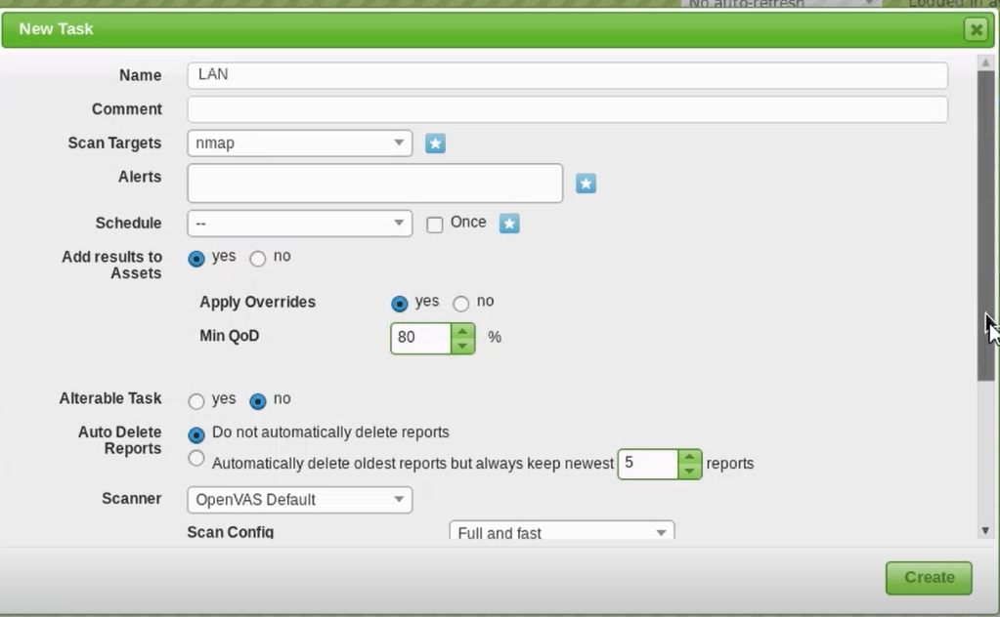 No auto-refresh Logged in a
New Task
Name LAN
Comment
Scan Targets nmap
Alerts
Schedule -- Once
Add results to yes no
Assets
Apply Overrides yes no
Min QoD 80 %
Alterable Task yes no
Auto Delete Do not automatically delete reports
Reports
Automatically delete oldest reports but always keep newest 5 reports
Scanner OpenVAS Default
Scan Config Full and fast
Create